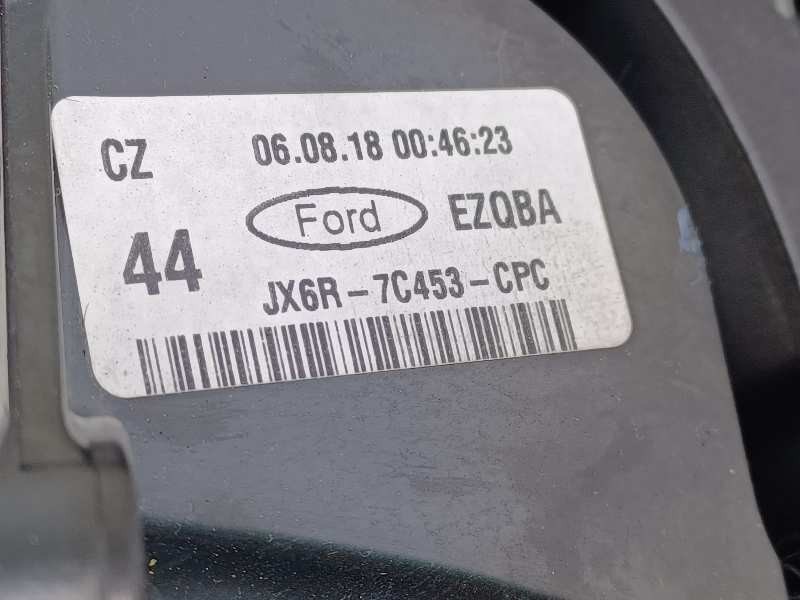 CZ 06.08.18 00:46:23
44 Ford EZQBA
JX6R-7C453-CPC